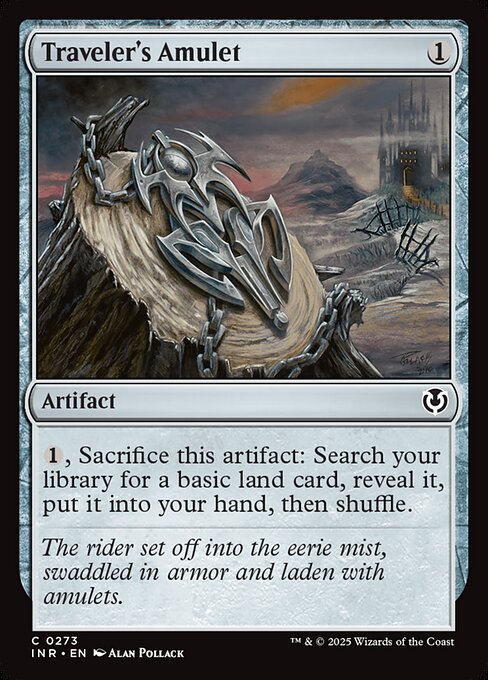 Traveler's Amulet 1
Artifact
1, Sacrifice this artifact: Search your
library for a basic land card, reveal it,
put it into your hand, then shuffle.
The rider set off into the eerie mist,
swaddled in armor and laden with
amulets.
C 0273
INR • EN Alan Pollack
™ & © 2025 Wizards of the Coast